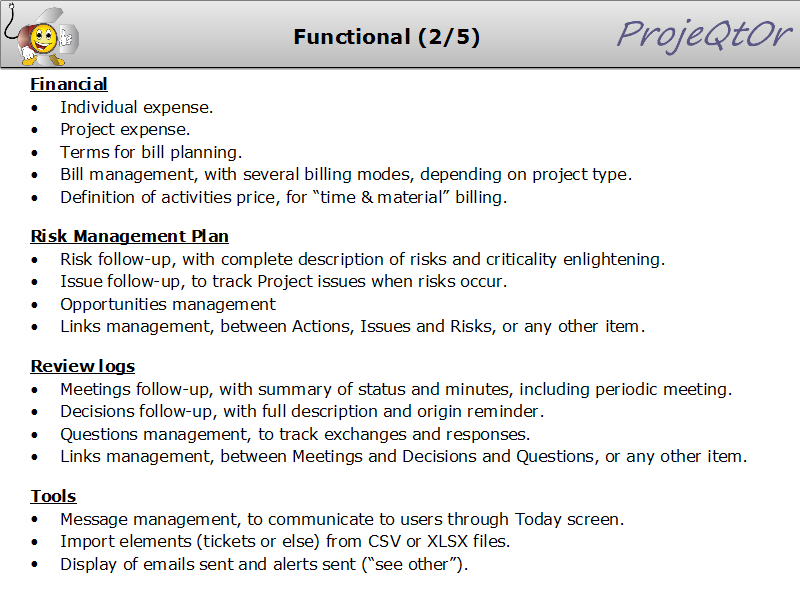 Functional (2/5)
ProjeQtOr
Financial
• Individual expense.
• Project expense.
• Terms for bill planning.
• Bill management, with several billing modes, depending on project type.
• Definition of activities price, for “time & material” billing.
Risk Management Plan
• Risk follow-up, with complete description of risks and criticality enlightening.
• Issue follow-up, to track Project issues when risks occur.
• Opportunities management
• Links management, between Actions, Issues and Risks, or any other item.
Review logs
• Meetings follow-up, with summary of status and minutes, including periodic meeting.
• Decisions follow-up, with full description and origin reminder.
• Questions management, to track exchanges and responses.
• Links management, between Meetings and Decisions and Questions, or any other item.
Tools
• Message management, to communicate to users through Today screen.
• Import elements (tickets or else) from CSV or XLSX files.
• Display of emails sent and alerts sent (“see other”).